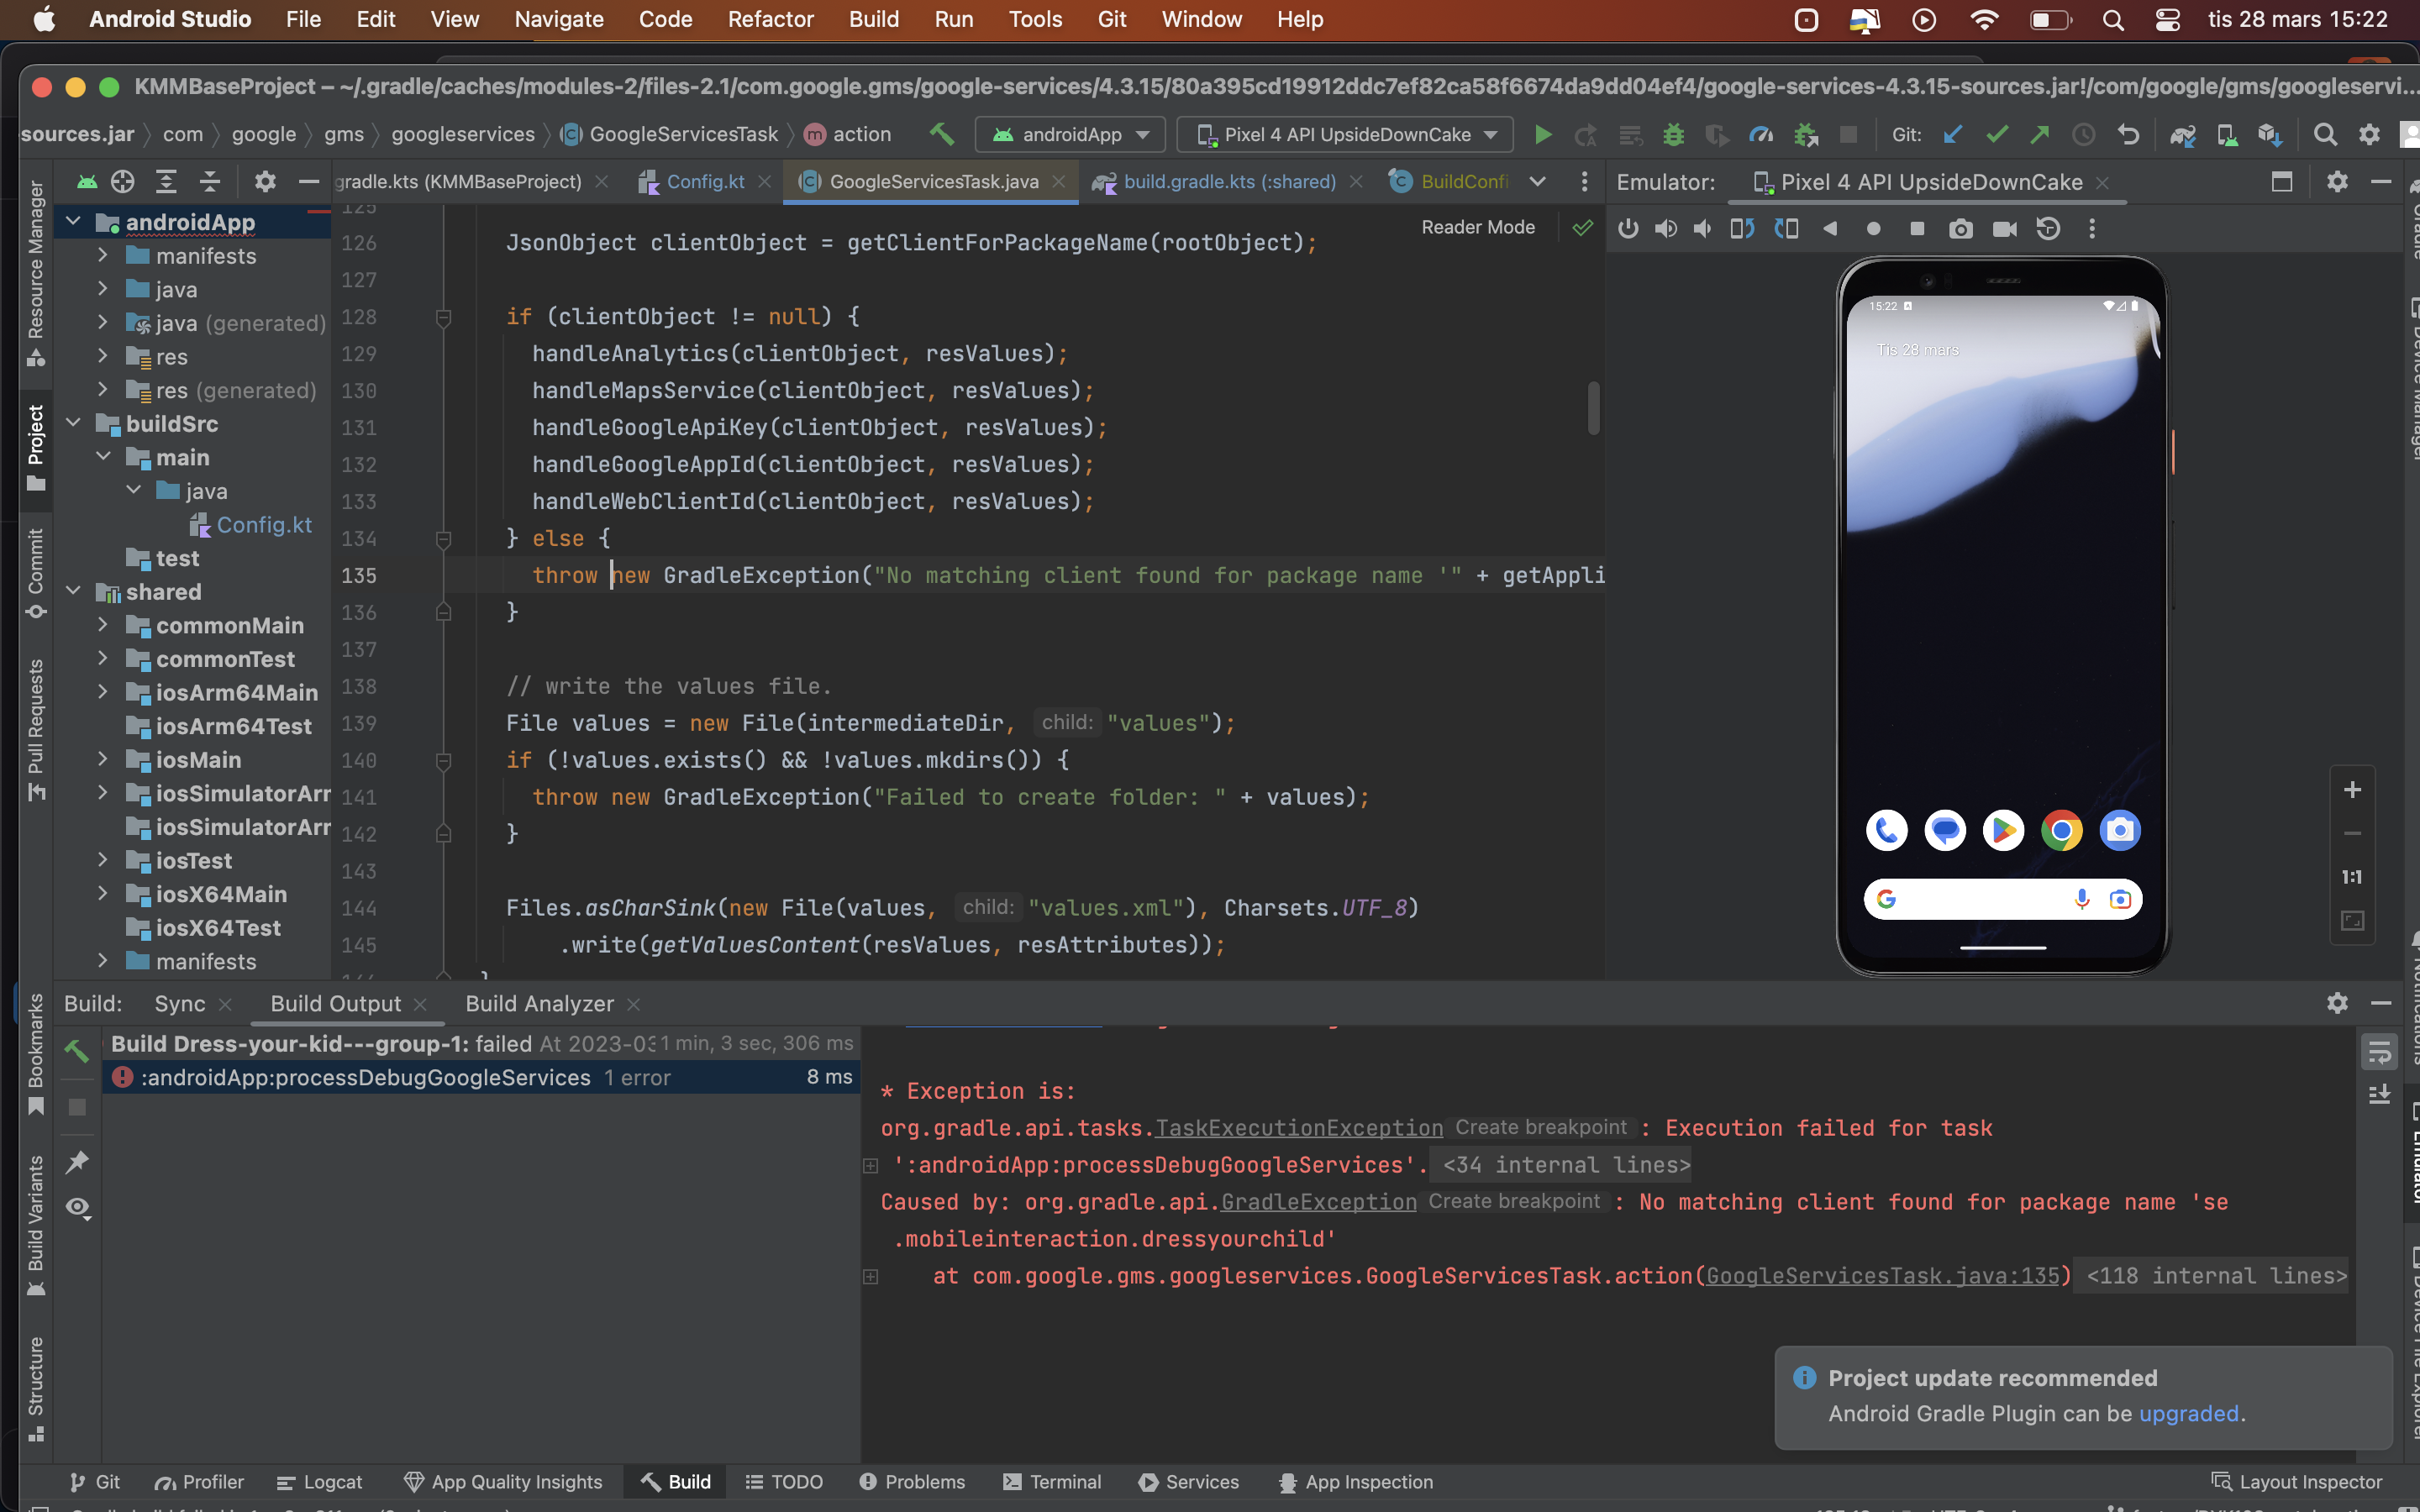 Android Studio File Edit View Navigate Code Refactor Build Run Tools Git Window Help tis 28 mars 15:22
KMMBaseProject – ~/.gradle/caches/modules-2/files-2.1/com.google.gms/google-services/4.3.15/80a395cd19912ddc7ef82ca58f6674da9dd04ef4/google-services-4.3.15-sources.jar!/com/google/gms/googleservi...
sources.jar com google gms googleservices GoogleServicesTask action androidApp Pixel 4 API UpsideDownCake Git:
gradle.kts (KMMBaseProject) Config.kt GoogleServicesTask.java build.gradle.kts (:shared) BuildConfi Emulator: Pixel 4 API UpsideDownCake
Reader Mode
Resource Manager
Project
Commit
Pull Requests
Bookmarks
Build Variants
Structure
androidApp
manifests
java
java (generated)
res
res (generated)
buildSrc
main
java
Config.kt
test
shared
commonMain
commonTest
iosArm64Main
iosArm64Test
iosMain
iosSimulatorArr
iosSimulatorArr
iosTest
iosX64Main
iosX64Test
manifests
125
126 JsonObject clientObject = getClientForPackageName(rootObject);
127
128 if (clientObject != null) {
129 handleAnalytics(clientObject, resValues);
130 handleMapsService(clientObject, resValues);
131 handleGoogleApiKey(clientObject, resValues);
132 handleGoogleAppId(clientObject, resValues);
133 handleWebClientId(clientObject, resValues);
134 } else {
135 throw new GradleException("No matching client found for package name '" + getAppli
136 }
137
138 // write the values file.
139 File values = new File(intermediateDir, child: "values");
140 if (!values.exists() && !values.mkdirs()) {
141 throw new GradleException("Failed to create folder: " + values);
142 }
143
144 Files.asCharSink(new File(values, child: "values.xml"), Charsets.UTF_8)
145 .write(getValuesContent(resValues, resAttributes));
15:22
Tis 28 mars
1:1
Device Manager
Notifications
Emulator
Device File Explorer
Build: Sync Build Output Build Analyzer
Build Dress-your-kid---group-1: failed At 2023-03 1 min, 3 sec, 306 ms
:androidApp:processDebugGoogleServices 1 error 8 ms
* Exception is:
org.gradle.api.tasks.TaskExecutionException Create breakpoint : Execution failed for task
':androidApp:processDebugGoogleServices'. <34 internal lines>
Caused by: org.gradle.api.GradleException Create breakpoint : No matching client found for package name 'se
.mobileinteraction.dressyourchild'
at com.google.gms.googleservices.GoogleServicesTask.action(GoogleServicesTask.java:135) <118 internal lines>
Project update recommended
Android Gradle Plugin can be upgraded.
Git Profiler Logcat App Quality Insights Build TODO Problems Terminal Services App Inspection Layout Inspector